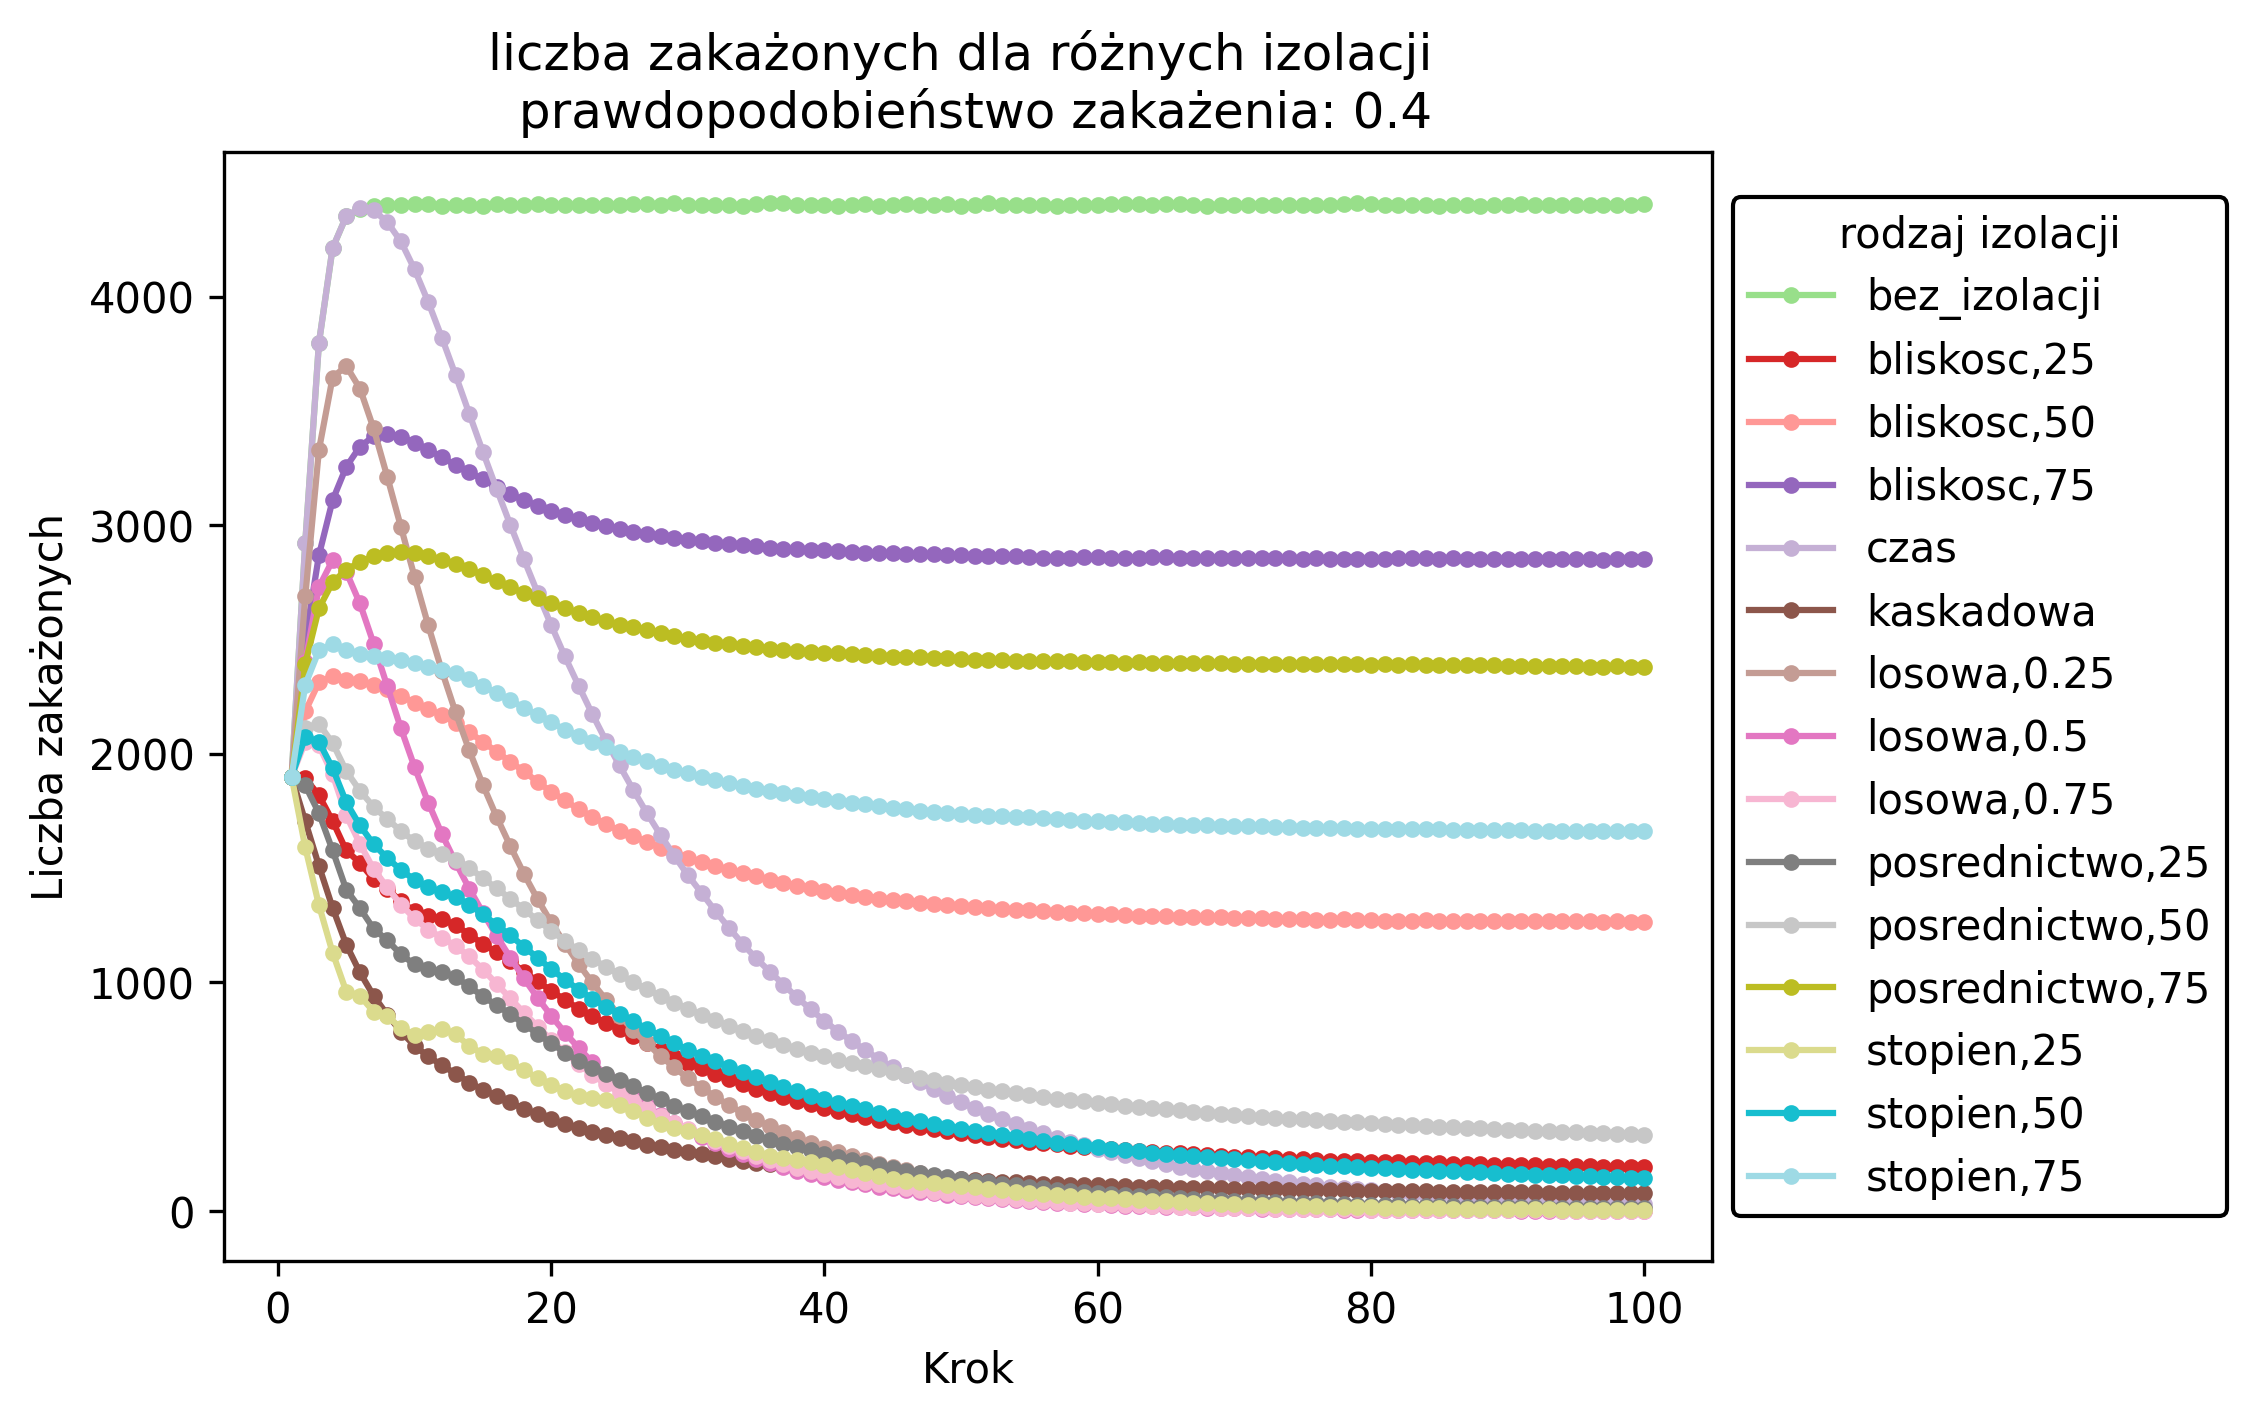 liczba zakażonych dla różnych izolacji
prawdopodobieństwo zakażenia: 0.4
Liczba zakażonych
4000
3000
2000
1000
0
0 20 40 60 80 100
Krok
rodzaj izolacji
bez_izolacji
bliskosc,25
bliskosc,50
bliskosc,75
czas
kaskadowa
losowa,0.25
losowa,0.5
losowa,0.75
posrednictwo,25
posrednictwo,50
posrednictwo,75
stopien,25
stopien,50
stopien,75